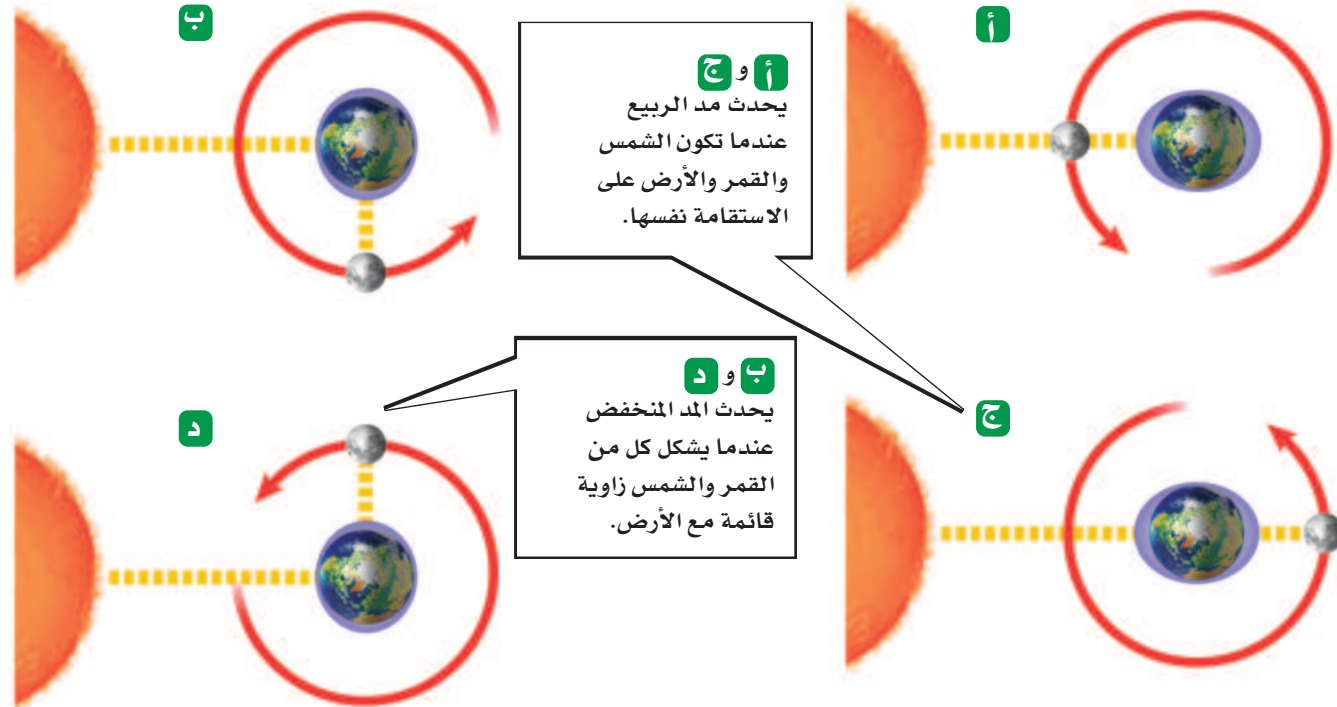 أ
ب
أ و ج
يحدث مد الربيع
عندما تكون الشمس
والقمر والأرض على
الاستقامة نفسها.
ب و د
يحدث المد المنخفض
عندما يشكل كل من
القمر والشمس زاوية
قائمة مع الأرض.
ج
د